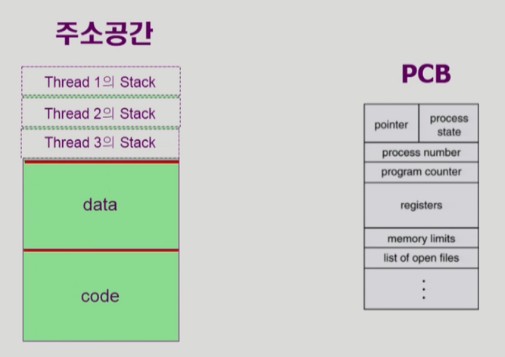 주소공간
Thread 1의 Stack
Thread 2의 Stack
Thread 3의 Stack
data
code
PCB
pointer
process
state
process number
program counter
registers
memory limits
list of open files